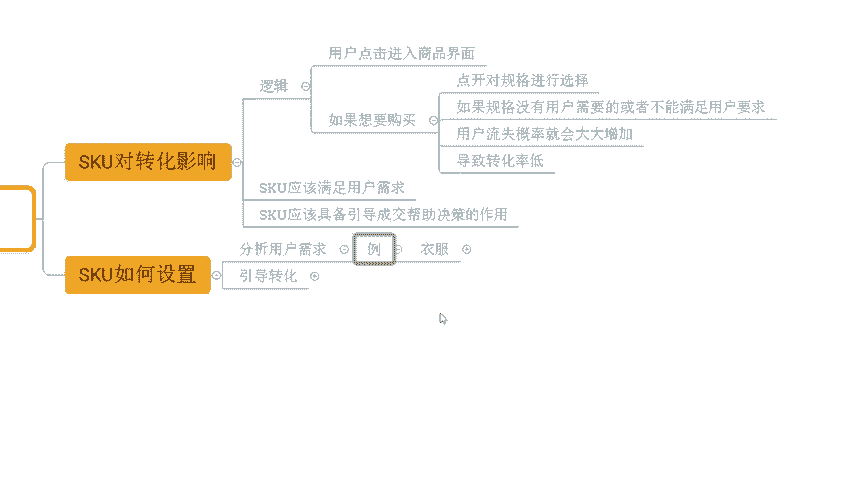 用户点击进入商品界面
逻辑
点开对规格进行选择
如果规格没有用户需要的或者不能满足用户要求
如果想要购买
用户流失概率就会大大增加
导致转化率低
SKU对转化影响
SKU应该满足用户需求
SKU应该具备引导成交帮助决策的作用
分析用户需求 例 衣服
SKU如何设置
引导转化